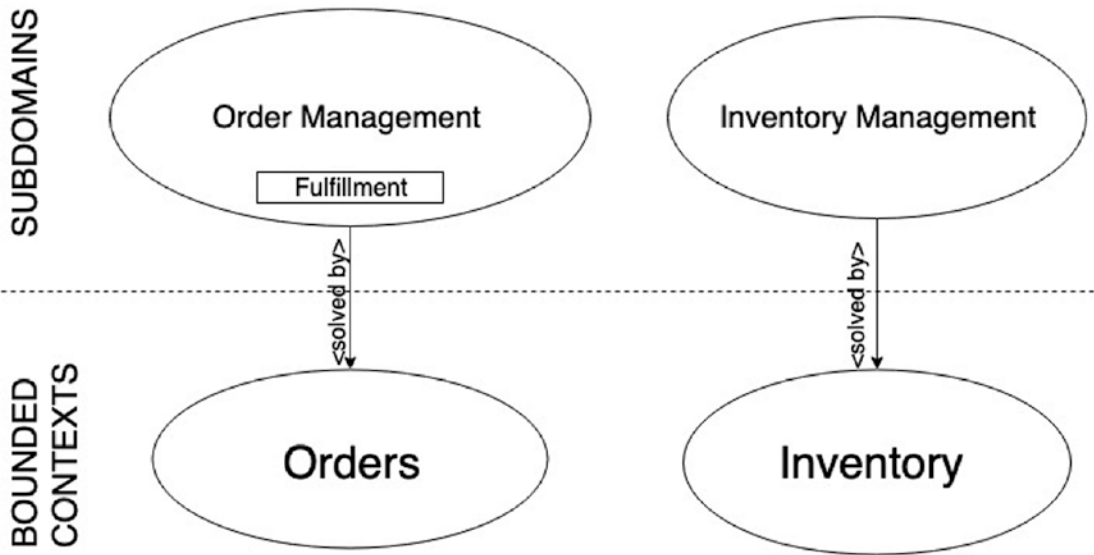 SUBDOMAINS
Order Management
Fulfillment
Inventory Management
<solved by>
<solved by>
BOUNDED
CONTEXTS
Orders
Inventory